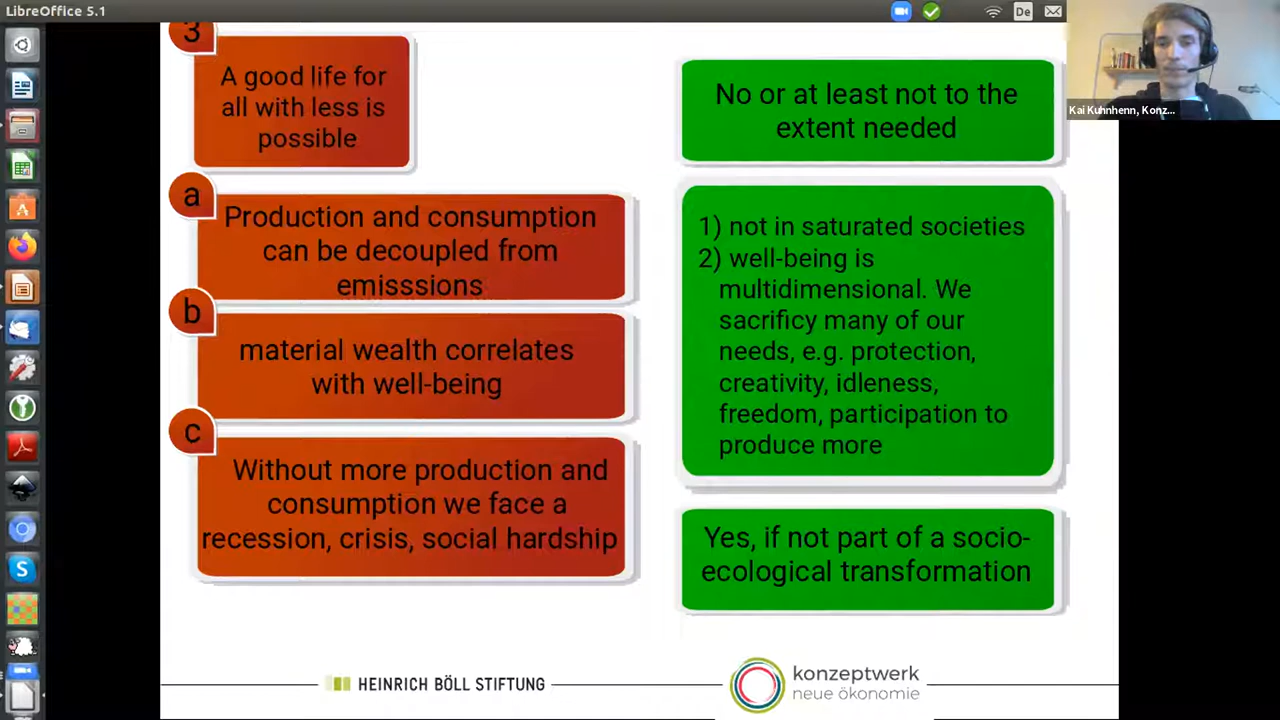 LibreOffice 5.1
De
Kai Kuhnhenn, Konz...
3
A good life for
all with less is
possible
a
Production and consumption
can be decoupled from
emisssions
b
material wealth correlates
with well-being
c
Without more production and
consumption we face a
recession, crisis, social hardship
No or at least not to the
extent needed
1) not in saturated societies
2) well-being is
multidimensional. We
sacrificy many of our
needs, e.g. protection,
creativity, idleness,
freedom, participation to
produce more
Yes, if not part of a socio-
ecological transformation
HEINRICH BÖLL STIFTUNG
konzeptwerk
neue ökonomie